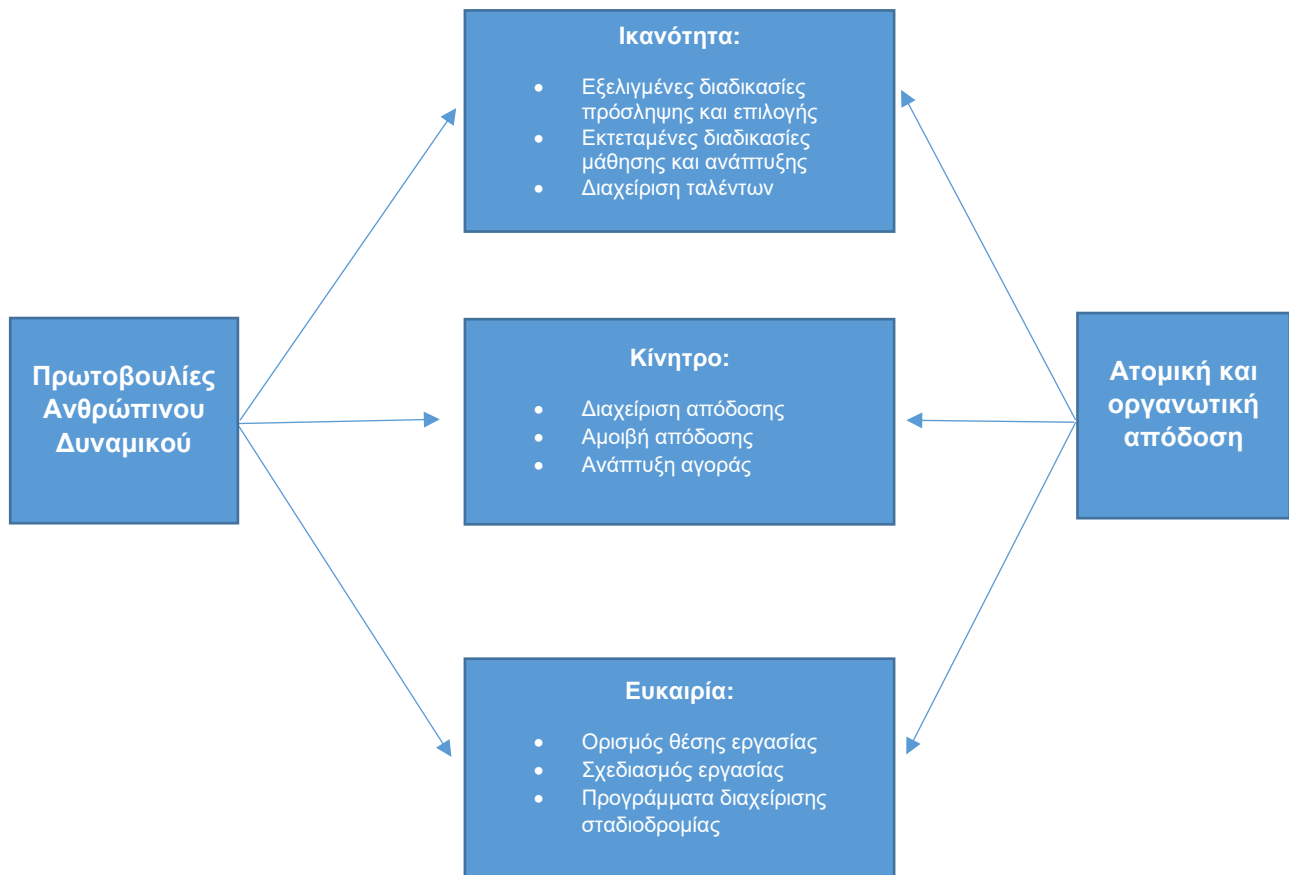 Ικανότητα:
• Εξελιγμένες διαδικασίες
πρόσληψης και επιλογής
• Εκτεταμένες διαδικασίες
μάθησης και ανάπτυξης
• Διαχείριση ταλέντων
Πρωτοβουλίες
Ανθρώπινου
Δυναμικού
Κίνητρο:
• Διαχείριση απόδοσης
• Αμοιβή απόδοσης
• Ανάπτυξη αγοράς
Ατομική και
οργανωτική
απόδοση
Ευκαιρία:
• Ορισμός θέσης εργασίας
• Σχεδιασμός εργασίας
• Προγράμματα διαχείρισης
σταδιοδρομίας